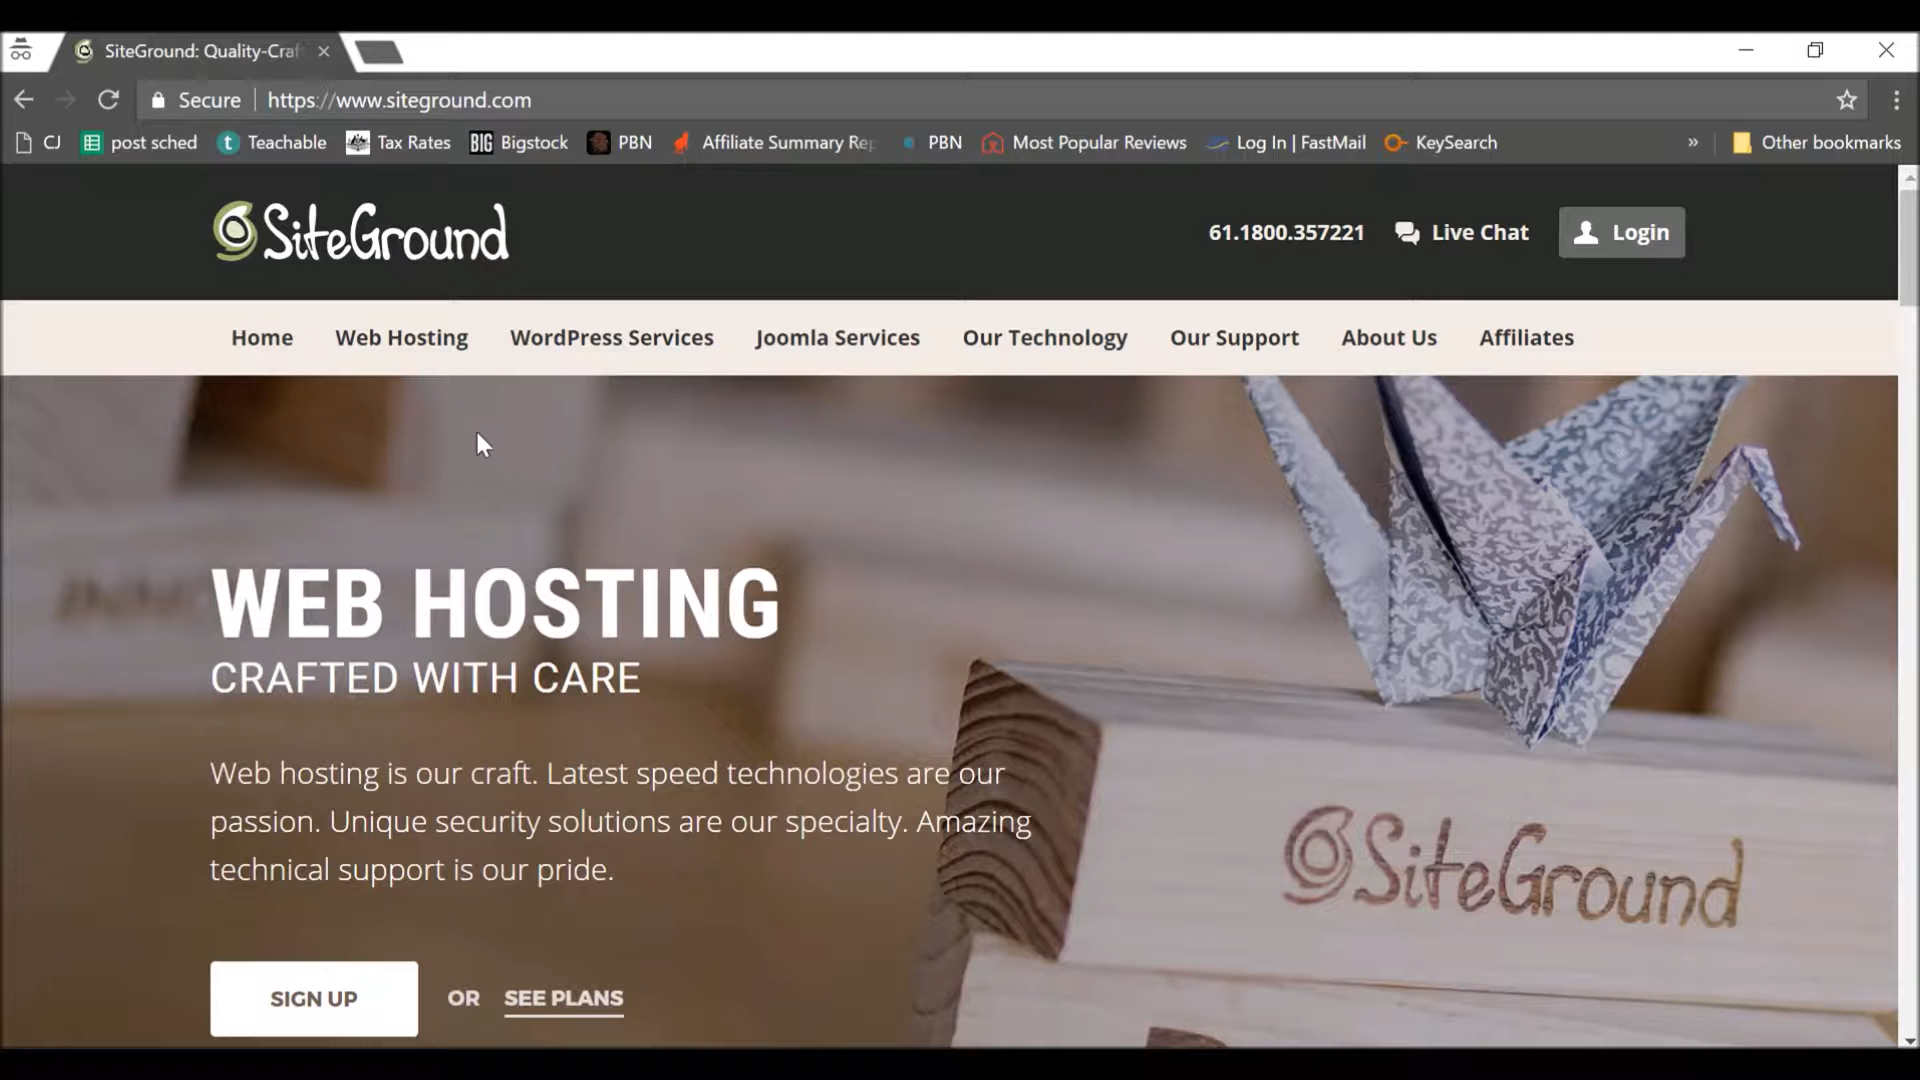 SiteGround: Quality-Craf
Secure https://www.siteground.com
CJ post sched Teachable Tax Rates BIG Bigstock PBN Affiliate Summary Rep PBN Most Popular Reviews Log In | FastMail KeySearch » Other bookmarks
SiteGround 61.1800.357221 Live Chat Login
Home Web Hosting WordPress Services Joomla Services Our Technology Our Support About Us Affiliates
WEB HOSTING
CRAFTED WITH CARE
Web hosting is our craft. Latest speed technologies are our
passion. Unique security solutions are our specialty. Amazing
technical support is our pride.
SiteGround
SIGN UP OR SEE PLANS